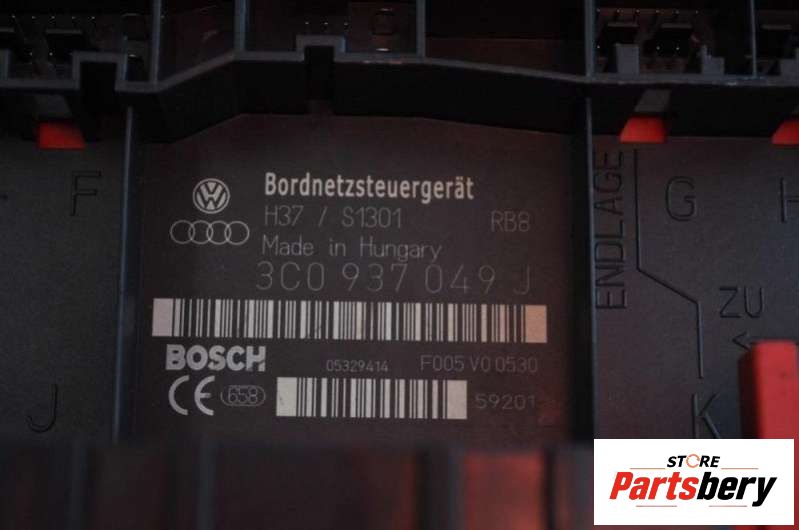 C
F
Bordnetzsteuergerät
H37 / S1301 RB8
Made in Hungary
3C0 937 049 J
BOSCH 05329414 F005 V0 0530
CE 658 59201
J
ENDLAGE
G
H
ZU
K
STORE
Partsbery